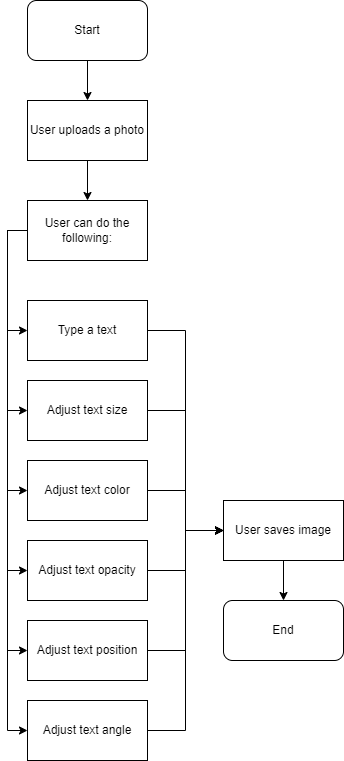 Start
User uploads a photo
User can do the
following:
Type a text
Adjust text size
Adjust text color
Adjust text opacity
Adjust text position
Adjust text angle
User saves image
End